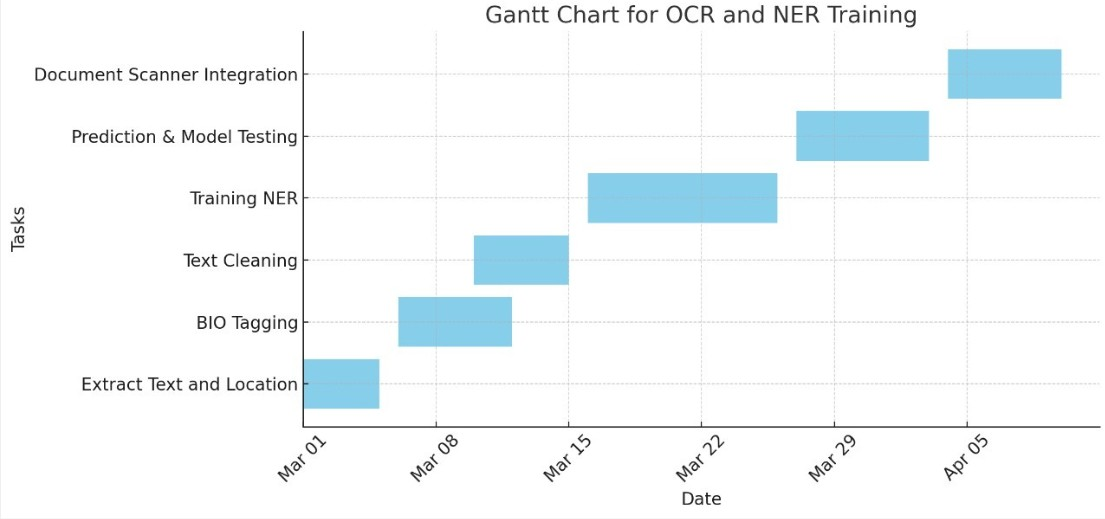 Gantt Chart for OCR and NER Training
Document Scanner Integration
Prediction & Model Testing
Training NER
Text Cleaning
BIO Tagging
Extract Text and Location
Tasks
Mar 01
Mar 08
Mar 15
Mar 22
Mar 29
Apr 05
Date